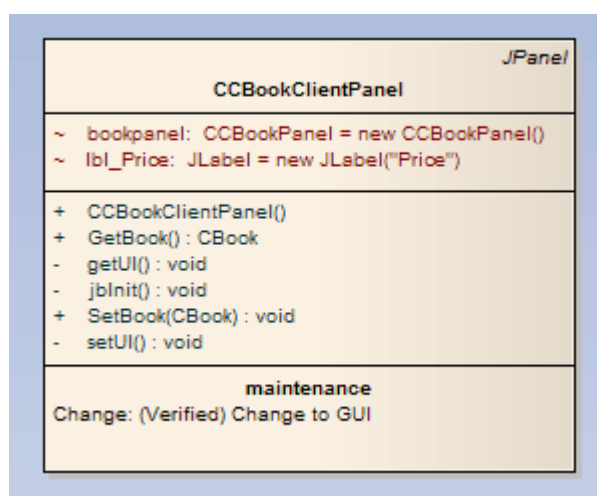 JPanel
CCBookClientPanel
~ bookpanel: CCBookPanel = new CCBookPanel()
~ lbl_Price: JLabel = new JLabel("Price")
+ CCBookClientPanel()
+ GetBook() : CBook
- getUI() : void
- jbInit() : void
+ SetBook(CBook) : void
- setUI() : void
maintenance
Change: (Verified) Change to GUI